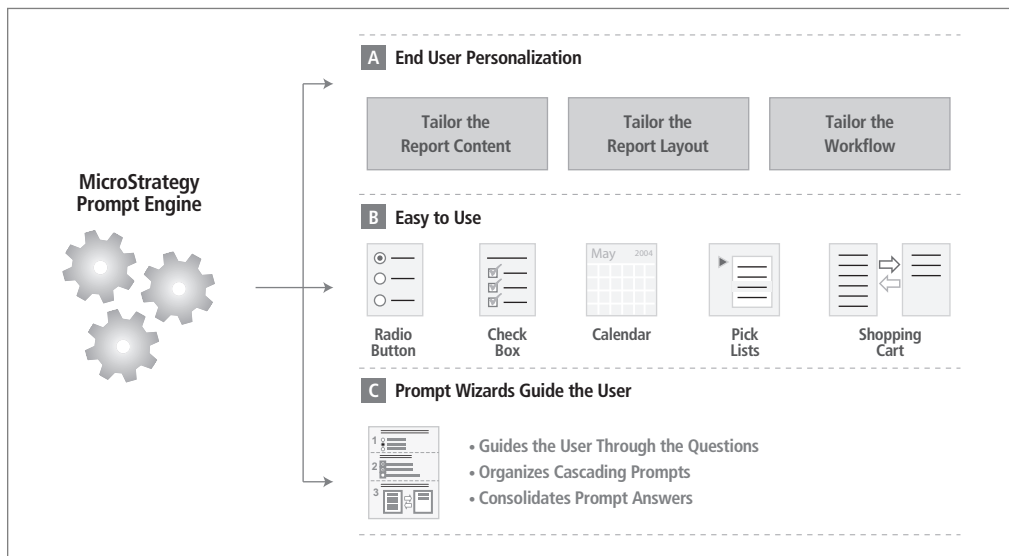 A End User Personalization
Tailor the
Report Content
Tailor the
Report Layout
Tailor the
Workflow
MicroStrategy
Prompt Engine
B Easy to Use
May 2004
Radio
Button
Check
Box
Calendar
Pick
Lists
Shopping
Cart
C Prompt Wizards Guide the User
1
2
3
• Guides the User Through the Questions
• Organizes Cascading Prompts
• Consolidates Prompt Answers